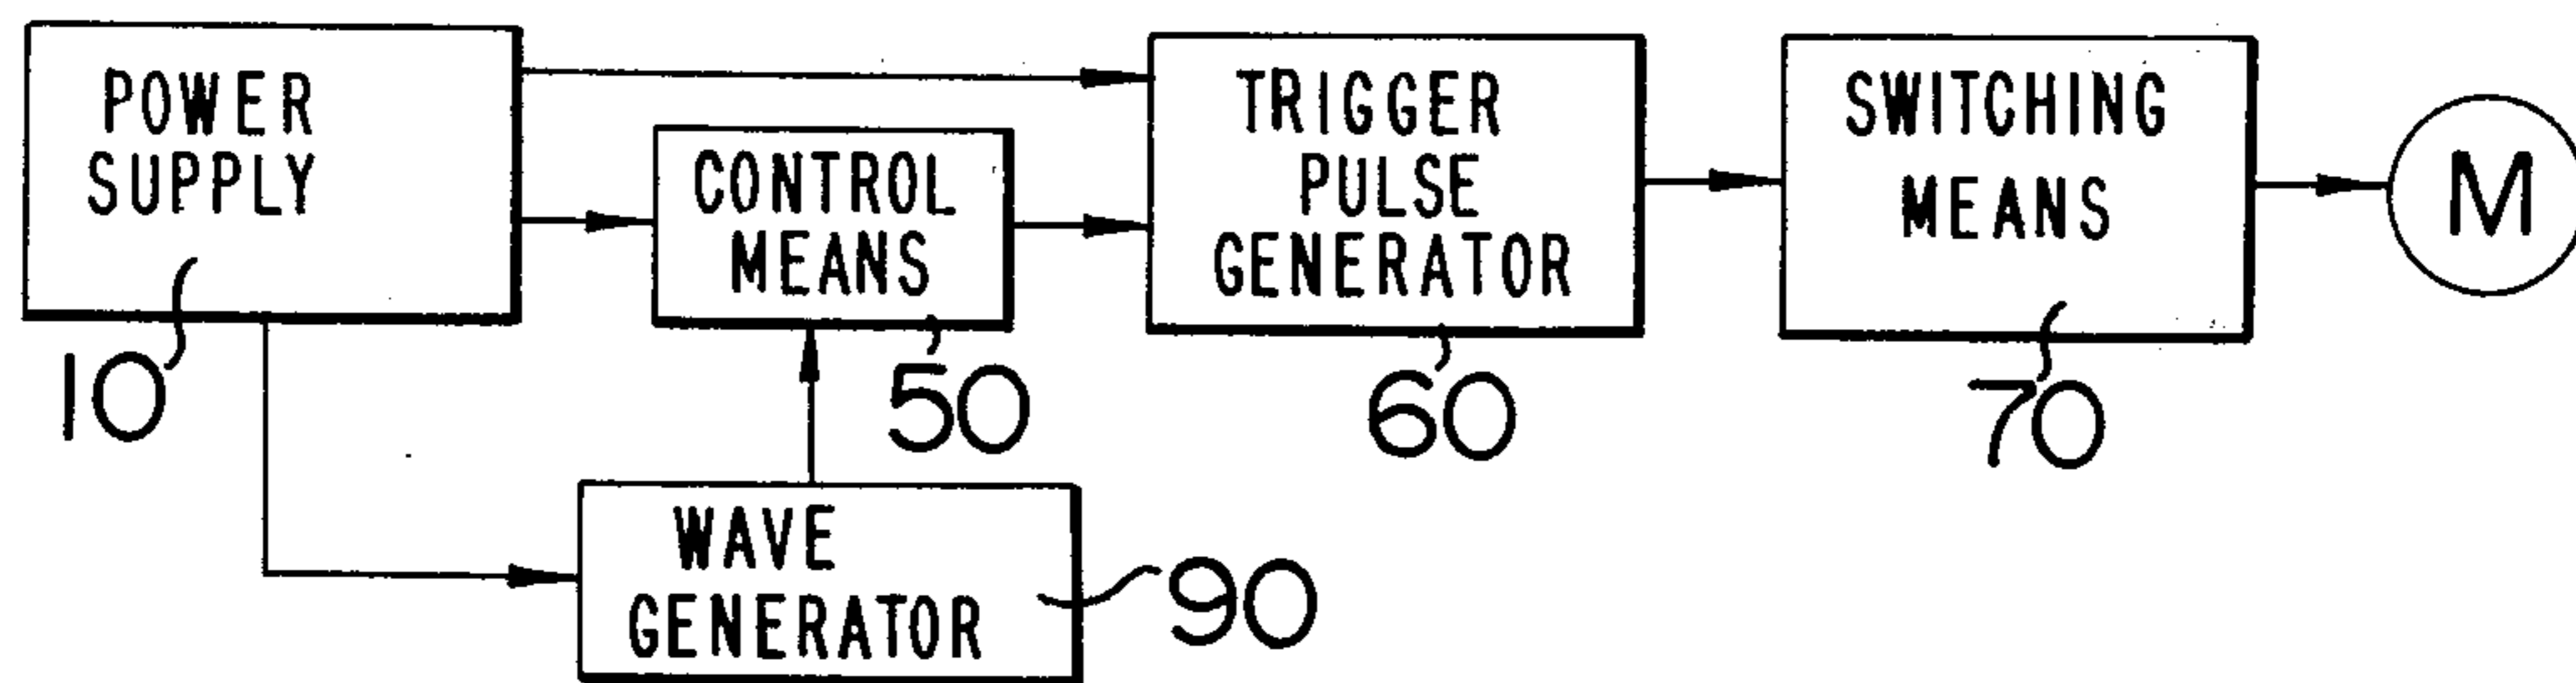 POWER
SUPPLY
10
CONTROL
MEANS
50
TRIGGER
PULSE
GENERATOR
60
SWITCHING
MEANS
70
M
WAVE
GENERATOR
90